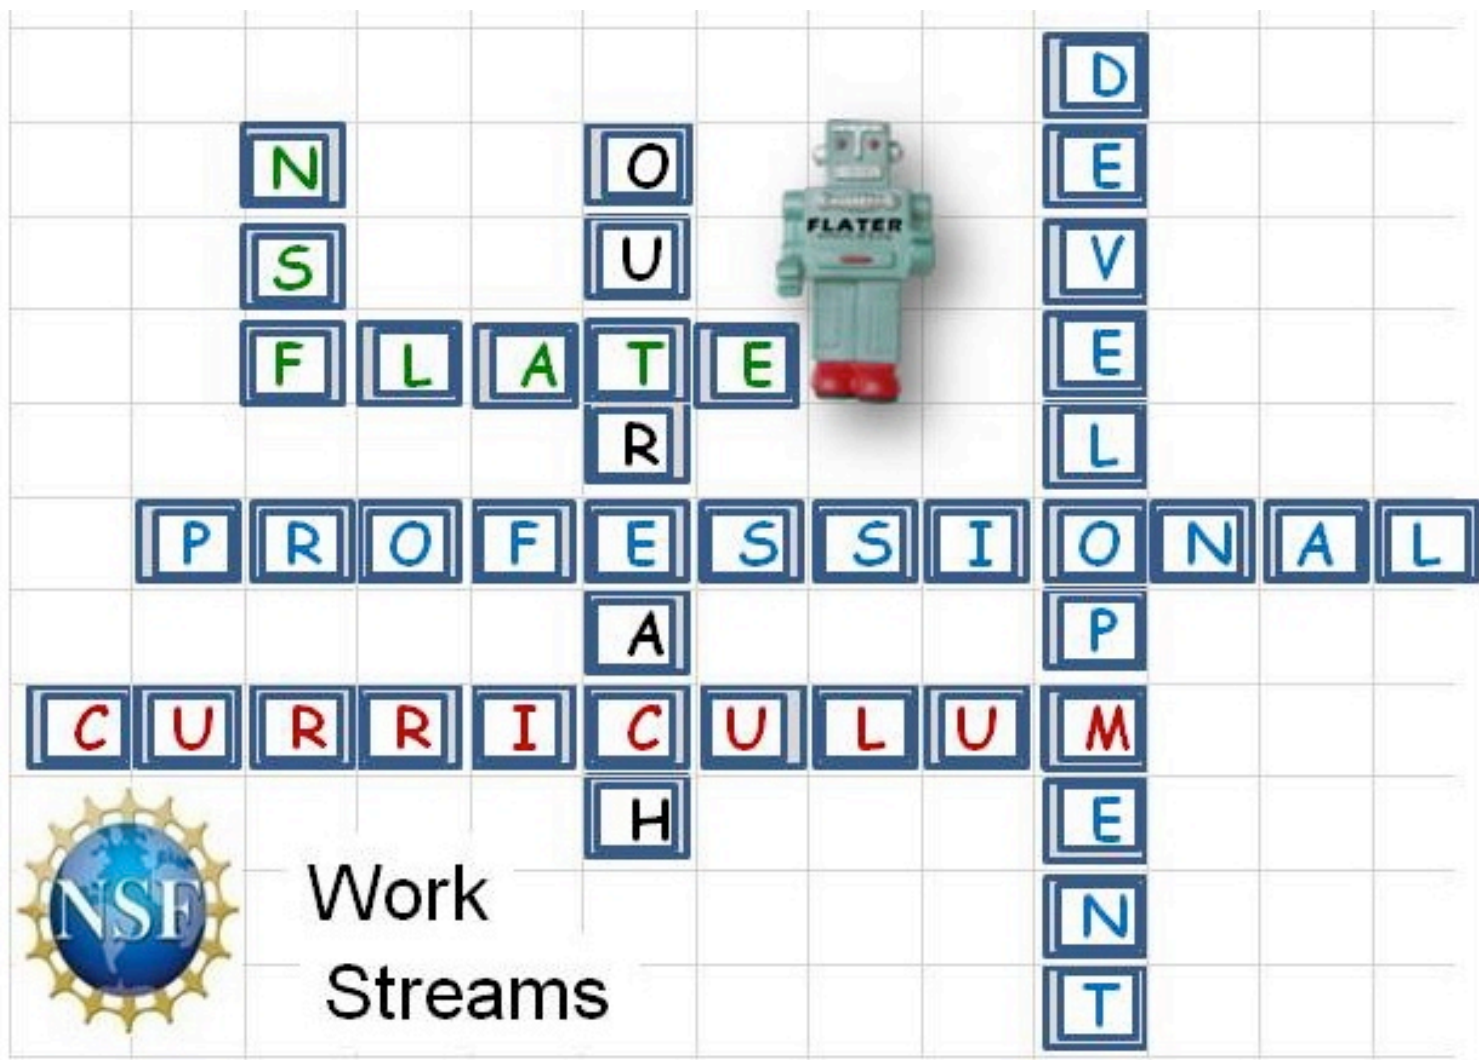 NSF
OUTREACH
DEVELOPMENT
FLATER
FLATE
PROFESSIONAL
CURRICULUM
NSF
Work
Streams